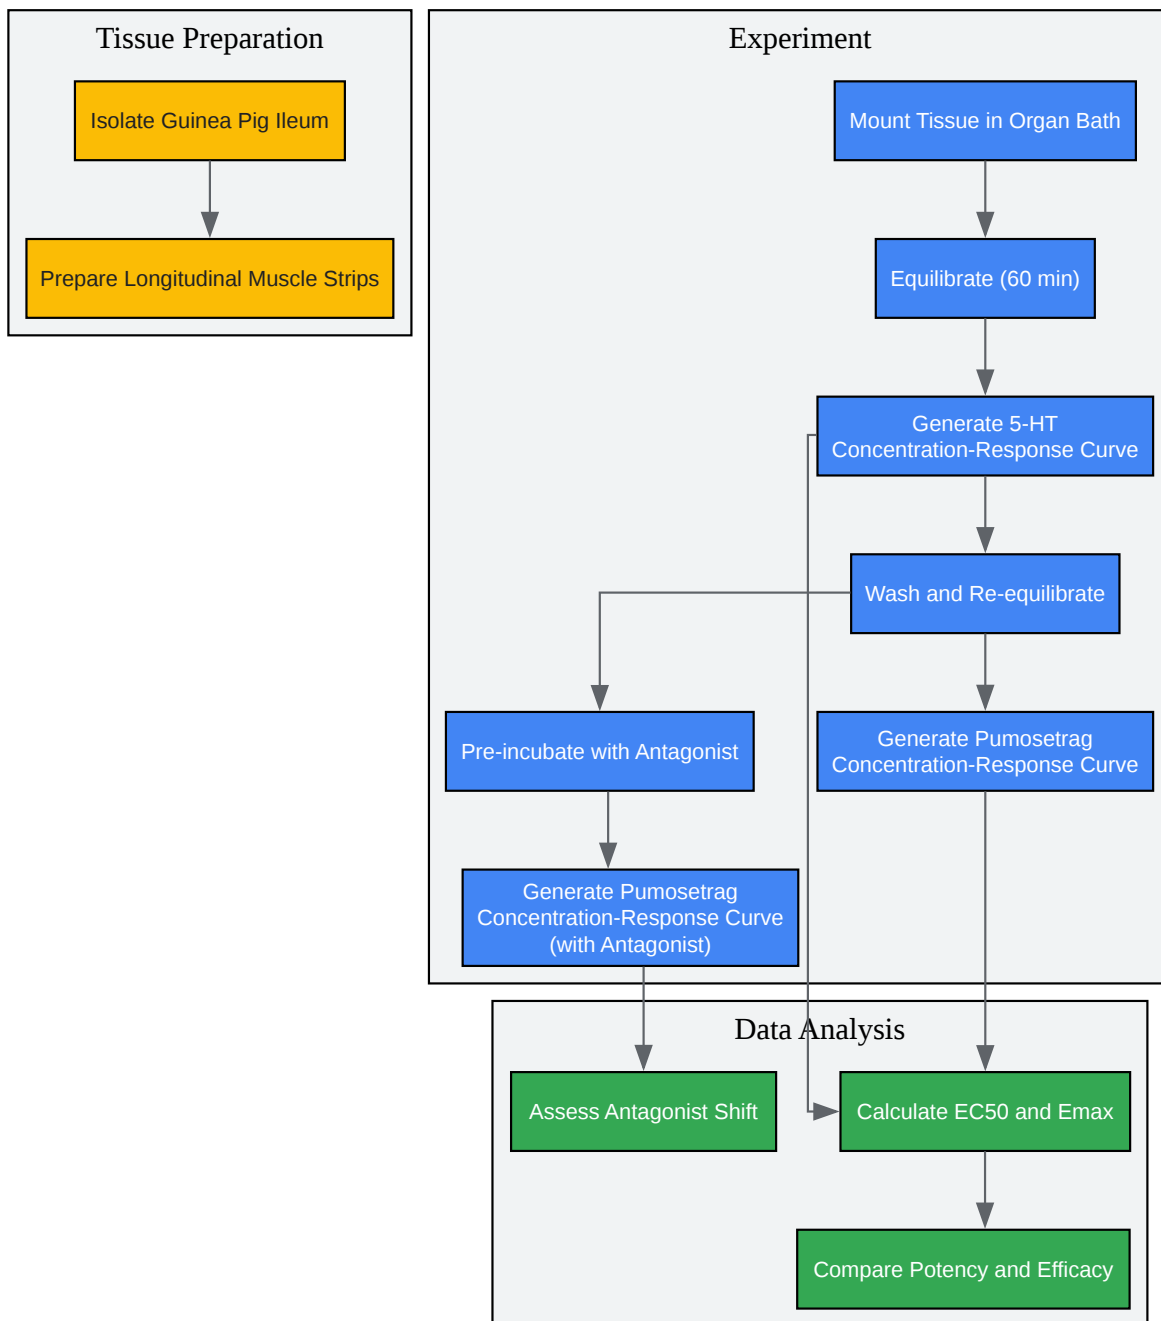 Tissue Preparation
Isolate Guinea Pig Ileum
Prepare Longitudinal Muscle Strips
Experiment
Mount Tissue in Organ Bath
Equilibrate (60 min)
Generate 5-HT
Concentration-Response Curve
Wash and Re-equilibrate
Pre-incubate with Antagonist
Generate Pumosetrag
Concentration-Response Curve
Generate Pumosetrag
Concentration-Response Curve
(with Antagonist)
Data Analysis
Assess Antagonist Shift
Calculate EC50 and Emax
Compare Potency and Efficacy